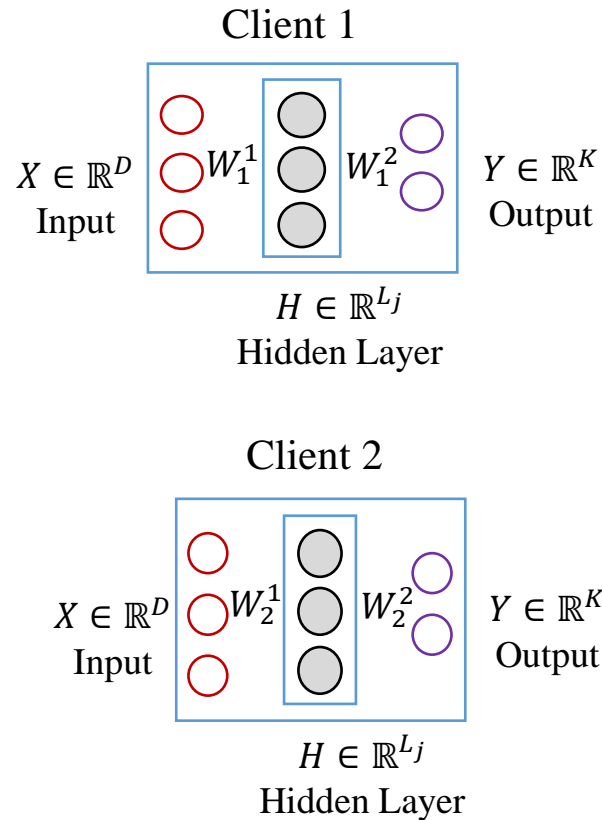 Client 1
X ∈ ℝ^D
Input
W_1^1
W_1^2
Y ∈ ℝ^K
Output
H ∈ ℝ^{L_j}
Hidden Layer
Client 2
X ∈ ℝ^D
Input
W_2^1
W_2^2
Y ∈ ℝ^K
Output
H ∈ ℝ^{L_j}
Hidden Layer